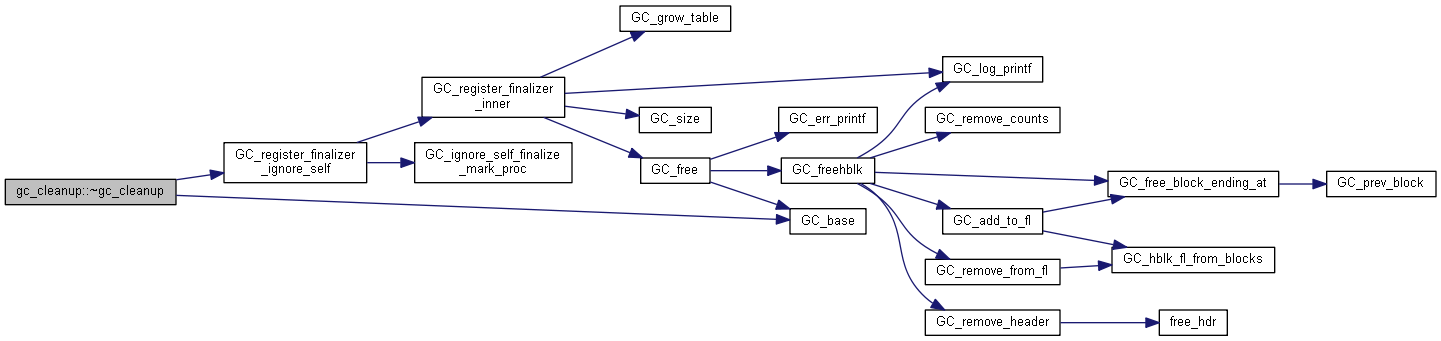 GC_grow_table
GC_log_printf
GC_register_finalizer
_inner
GC_size
GC_err_printf
GC_remove_counts
GC_register_finalizer
_ignore_self
GC_ignore_self_finalize
_mark_proc
GC_free
GC_freehblk
GC_free_block_ending_at
GC_prev_block
gc_cleanup::~gc_cleanup
GC_base
GC_add_to_fl
GC_hblk_fl_from_blocks
GC_remove_from_fl
GC_remove_header
free_hdr